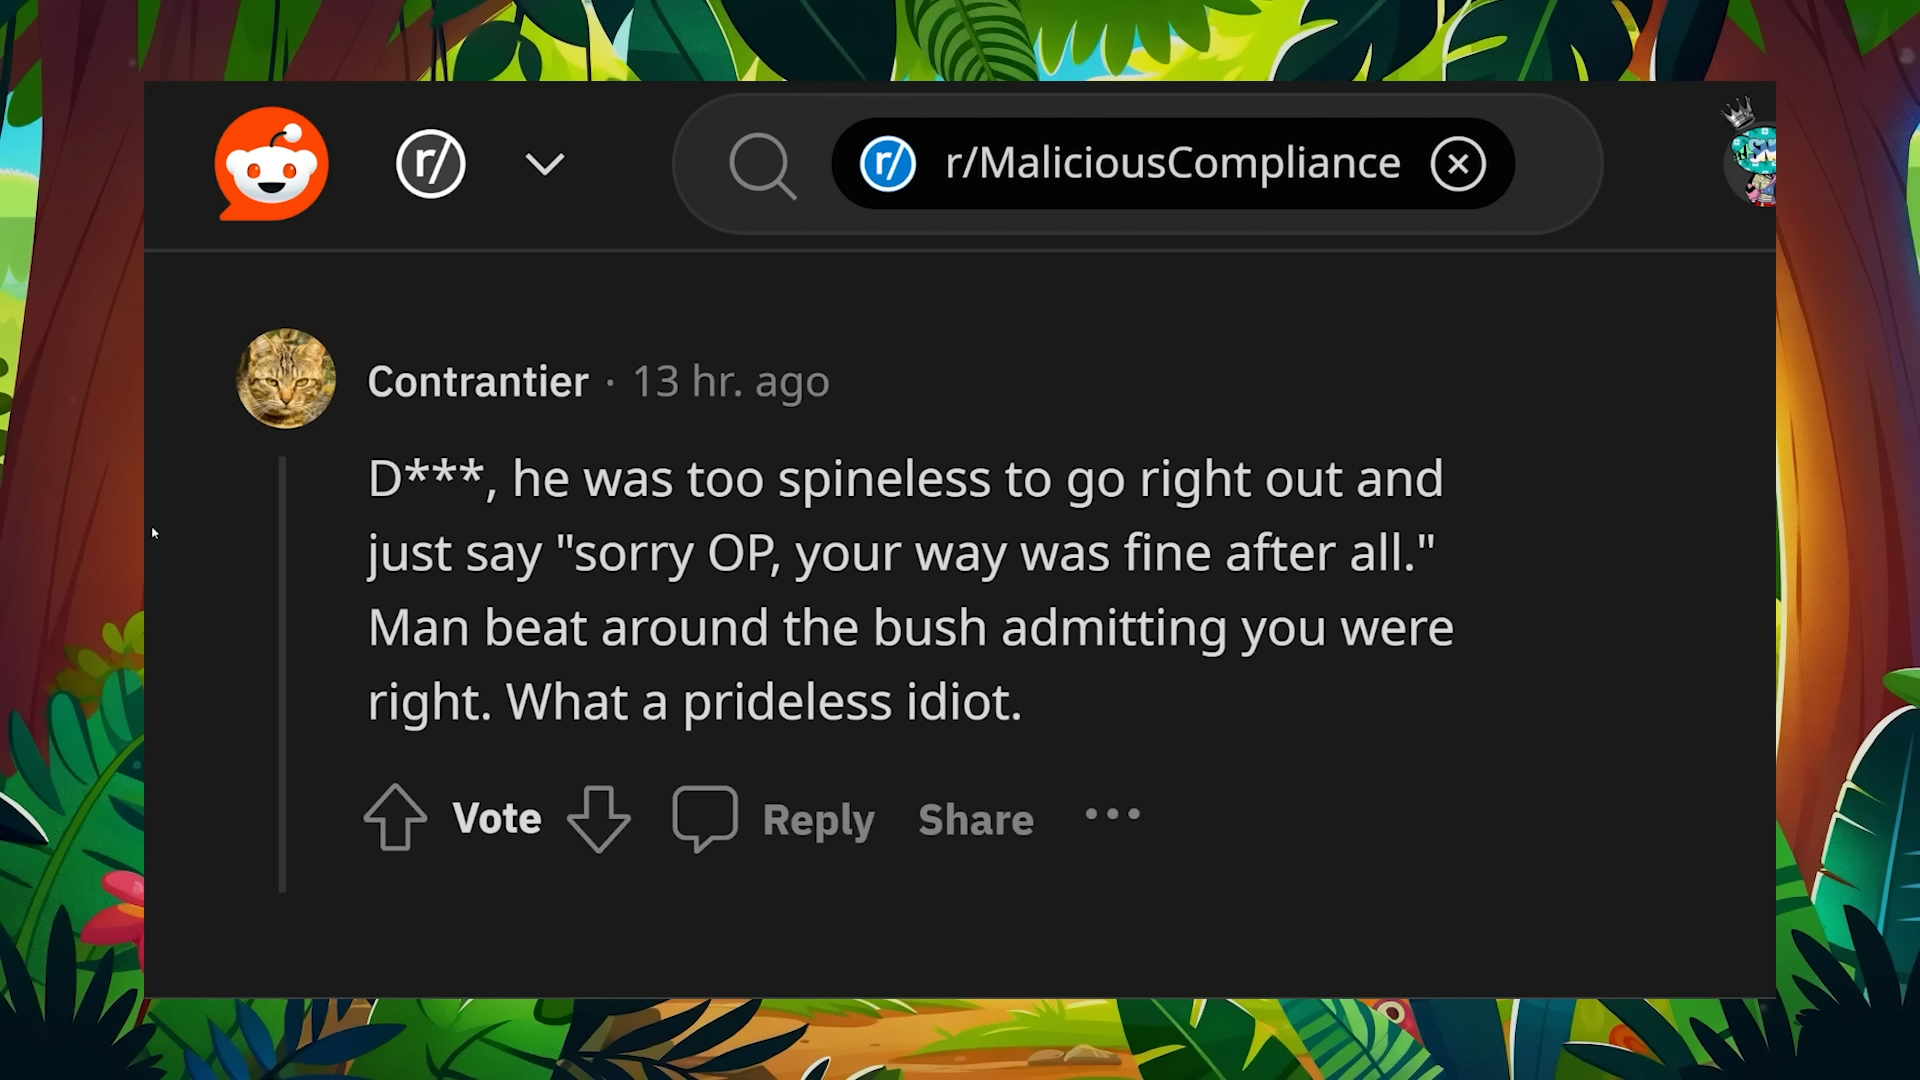 r/
r/ r/MaliciousCompliance
Contrantier · 13 hr. ago
D***, he was too spineless to go right out and
just say "sorry OP, your way was fine after all."
Man beat around the bush admitting you were
right. What a prideless idiot.
Vote Reply Share ···